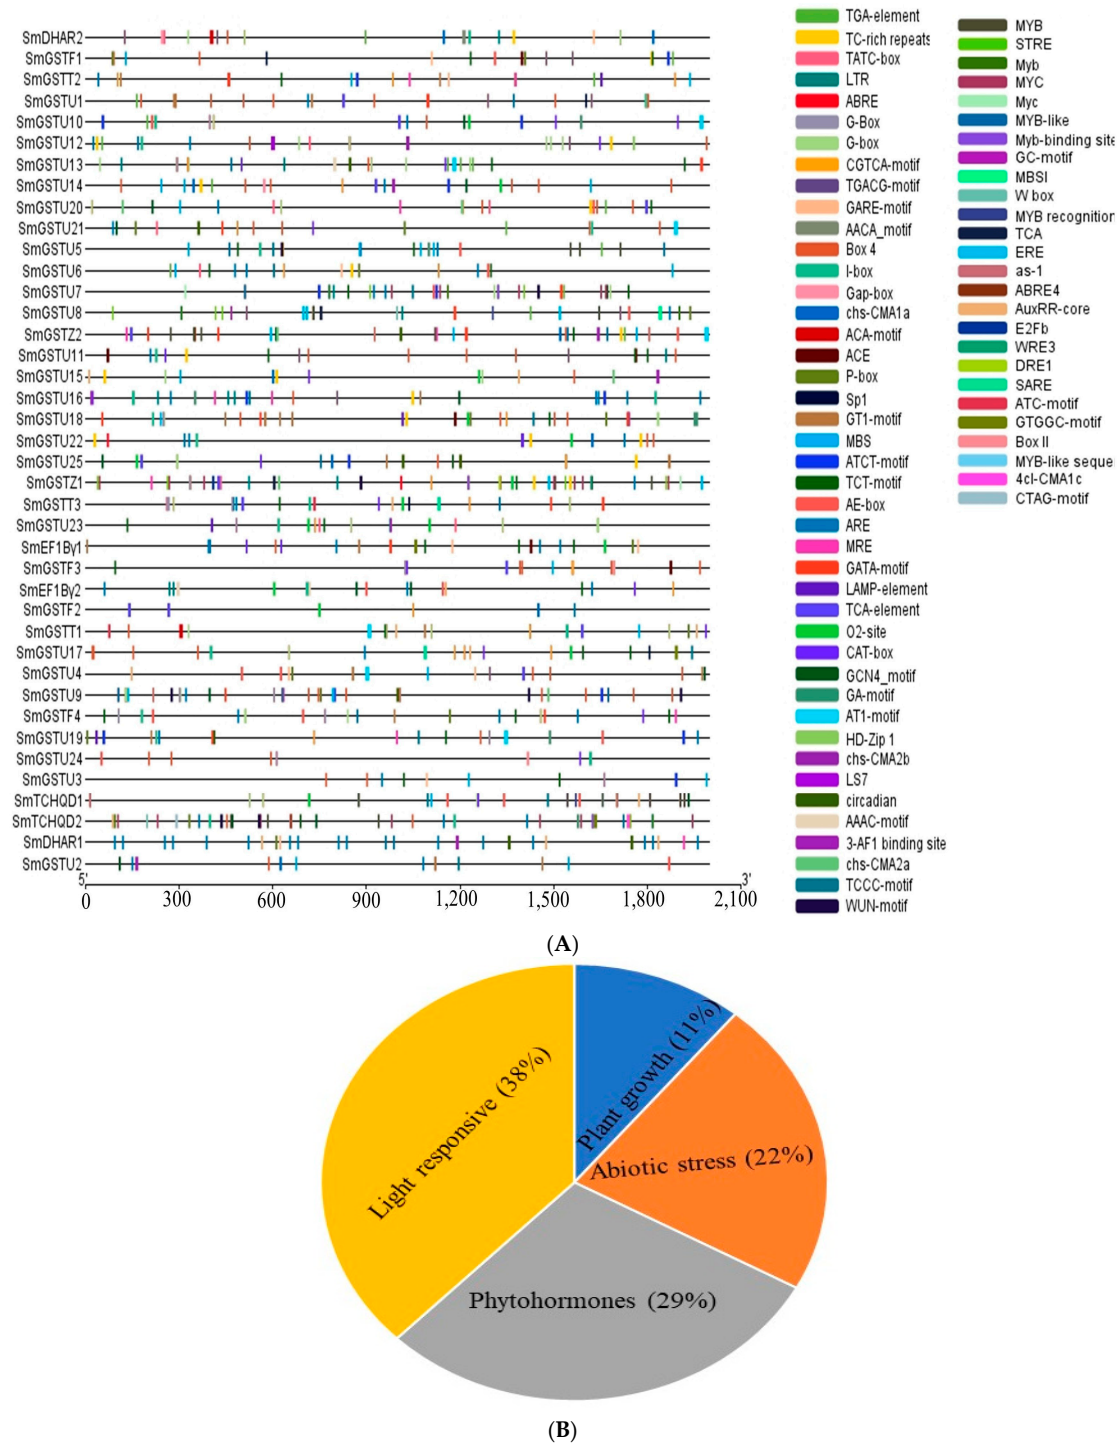 SmDHAR2
SmGSTF1
SmGSTT2
SmGSTU1
SmGSTU10
SmGSTU12
SmGSTU13
SmGSTU14
SmGSTU20
SmGSTU21
SmGSTU5
SmGSTU6
SmGSTU7
SmGSTU8
SmGSTZ2
SmGSTU11
SmGSTU15
SmGSTU16
SmGSTU18
SmGSTU22
SmGSTU25
SmGSTZ1
SmGSTT3
SmGSTU23
SmEF1Bγ1
SmGSTF3
SmEF1Bγ2
SmGSTF2
SmGSTT1
SmGSTU17
SmGSTU4
SmGSTU9
SmGSTF4
SmGSTU19
SmGSTU24
SmGSTU3
SmTCHQD1
SmTCHQD2
SmDHAR1
SmGSTU2
5' 3'
0 300 600 900 1,200 1,500 1,800 2,100
TGA-element
TC-rich repeats
TATC-box
LTR
ABRE
G-Box
G-box
CGTCA-motif
TGACG-motif
GARE-motif
AACA_motif
Box 4
I-box
Gap-box
chs-CMA1a
ACA-motif
ACE
P-box
Sp1
GT1-motif
MBS
ATCT-motif
TCT-motif
AE-box
ARE
MRE
GATA-motif
LAMP-element
TCA-element
O2-site
CAT-box
GCN4_motif
GA-motif
AT1-motif
HD-Zip 1
chs-CMA2b
LS7
circadian
AAAC-motif
3-AF1 binding site
chs-CMA2a
TCCC-motif
WUN-motif
MYB
STRE
Myb
MYC
Myc
MYB-like
Myb-binding site
GC-motif
MBSI
W box
MYB recognition
TCA
ERE
as-1
ABRE4
AuxRR-core
E2Fb
WRE3
DRE1
SARE
ATC-motif
GTGGC-motif
Box II
MYB-like seque
4cl-CMA1c
CTAG-motif
(A)
Plant growth (11%)
Abiotic stress (22%)
Phytohormones (29%)
Light responsive (38%)
(B)